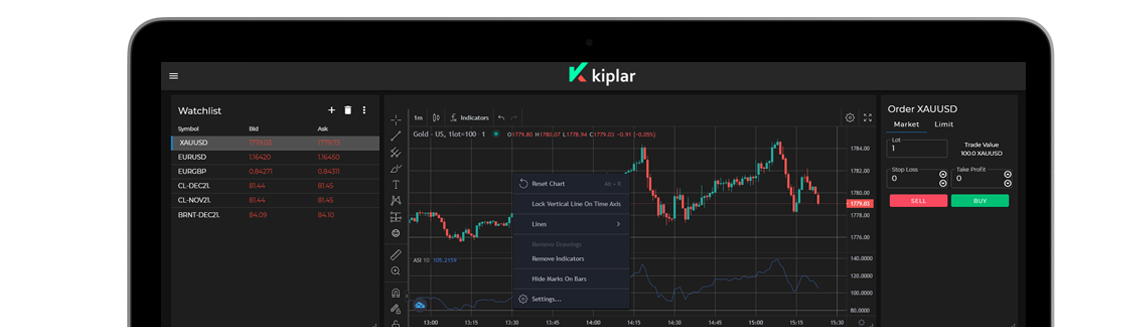 kiplar
Watchlist
Symbol Bid Ask
XAUUSD 1779.03 1779.13
EURUSD 1.16420 1.16450
EURGBP 0.84271 0.84311
CL-DEC21. 81.44 81.45
CL-NOV21. 81.44 81.45
BRNT-DEC21. 84.09 84.10
1m Indicators
Gold - US, 1lot=100 · 1 O1779.80 H1780.07 L1778.94 C1779.03 -0.91 (-0.05%)
Reset Chart Alt + R
Lock Vertical Line On Time Axis
Lines
Remove Drawings
Remove Indicators
Hide Marks On Bars
Settings...
ASI 10 105.2159
1784.00
1782.00
1780.00
1779.03
1778.00
1776.00
140.0000
120.0000
100.0000
80.0000
13:00 13:15 13:30 13:45 14:00 14:15 14:30 14:45 15:00 15:15 15:30
Order XAUUSD
Market Limit
Lot
1
Trade Value
100.0 XAUUSD
Stop Loss Take Profit
0 0
SELL BUY